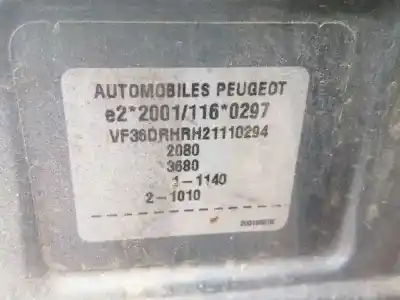 AUTOMOBILES PEUGEOT
e2*2001/116*0297
VF36DRHRH21110294
2080
3680
1-1140
2-1010